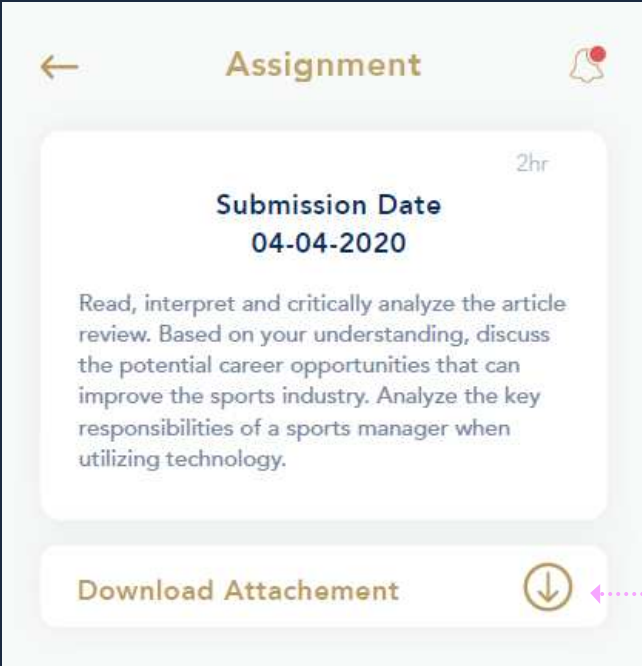 Assignment
2hr
Submission Date
04-04-2020
Read, interpret and critically analyze the article
review. Based on your understanding, discuss
the potential career opportunities that can
improve the sports industry. Analyze the key
responsibilities of a sports manager when
utilizing technology.
Download Attachement